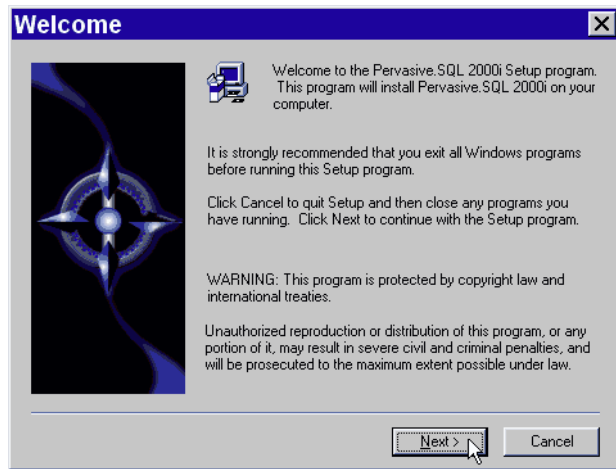 Welcome
Welcome to the Pervasive.SQL 2000i Setup program.
This program will install Pervasive.SQL 2000i on your
computer.
It is strongly recommended that you exit all Windows programs
before running this Setup program.
Click Cancel to quit Setup and then close any programs you
have running. Click Next to continue with the Setup program.
WARNING: This program is protected by copyright law and
international treaties.
Unauthorized reproduction or distribution of this program, or any
portion of it, may result in severe civil and criminal penalties, and
will be prosecuted to the maximum extent possible under law.
Next >
Cancel